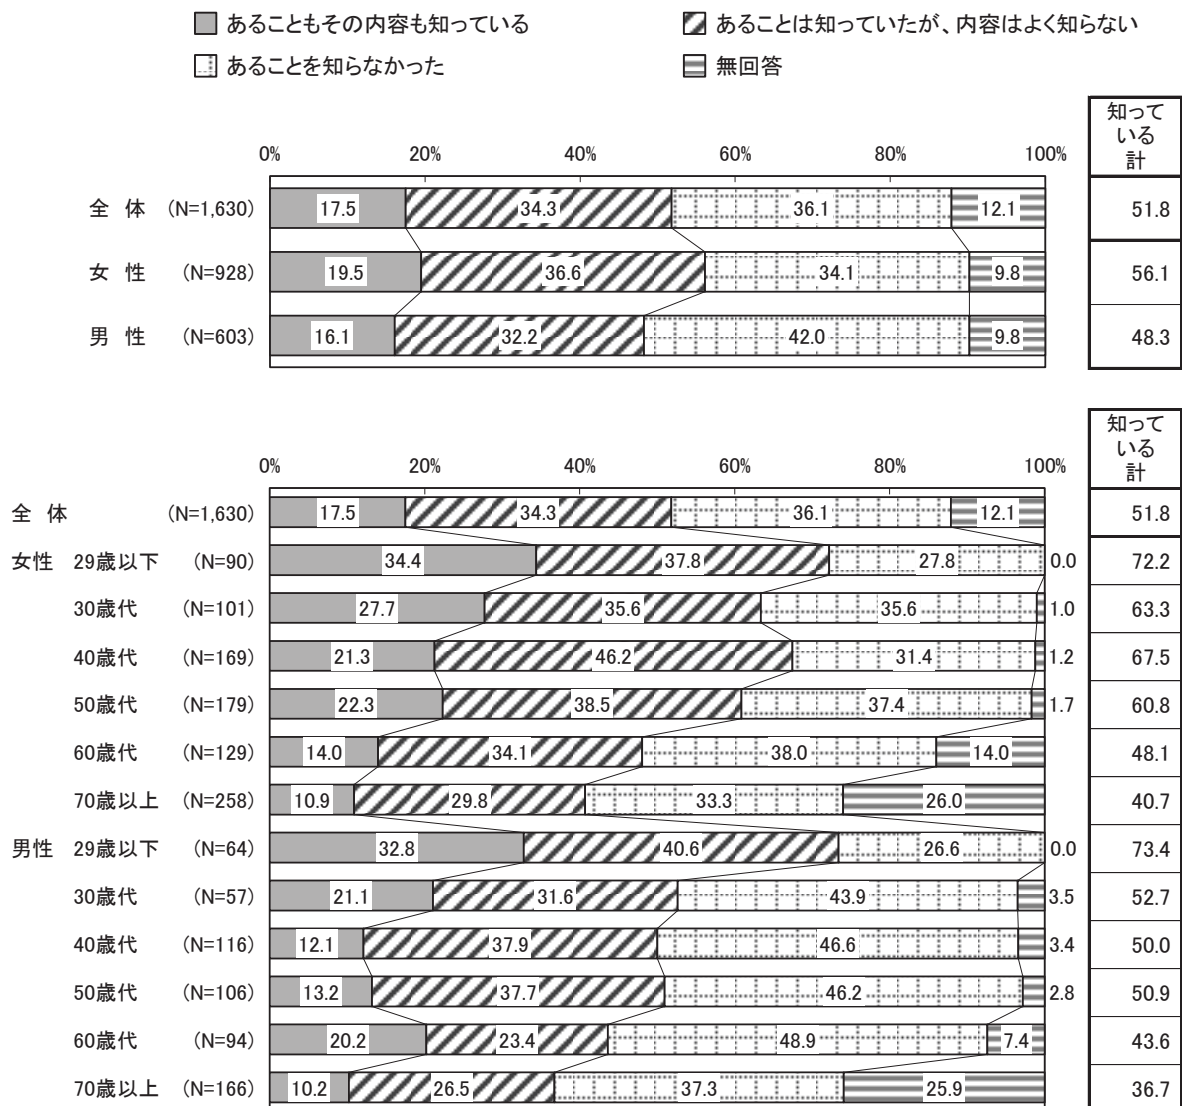 あることもその内容も知っている　あることは知っていたが、内容はよく知らない
あることを知らなかった　無回答
知って
いる
計
0%　20%　40%　60%　80%　100%
全 体　(N=1,630)　17.5　34.3　36.1　12.1　51.8
女 性　(N=928)　19.5　36.6　34.1　9.8　56.1
男 性　(N=603)　16.1　32.2　42.0　9.8　48.3
知って
いる
計
0%　20%　40%　60%　80%　100%
全 体　(N=1,630)　17.5　34.3　36.1　12.1　51.8
女性　29歳以下　(N=90)　34.4　37.8　27.8　0.0　72.2
30歳代　(N=101)　27.7　35.6　35.6　1.0　63.3
40歳代　(N=169)　21.3　46.2　31.4　1.2　67.5
50歳代　(N=179)　22.3　38.5　37.4　1.7　60.8
60歳代　(N=129)　14.0　34.1　38.0　14.0　48.1
70歳以上　(N=258)　10.9　29.8　33.3　26.0　40.7
男性　29歳以下　(N=64)　32.8　40.6　26.6　0.0　73.4
30歳代　(N=57)　21.1　31.6　43.9　3.5　52.7
40歳代　(N=116)　12.1　37.9　46.6　3.4　50.0
50歳代　(N=106)　13.2　37.7　46.2　2.8　50.9
60歳代　(N=94)　20.2　23.4　48.9　7.4　43.6
70歳以上　(N=166)　10.2　26.5　37.3　25.9　36.7